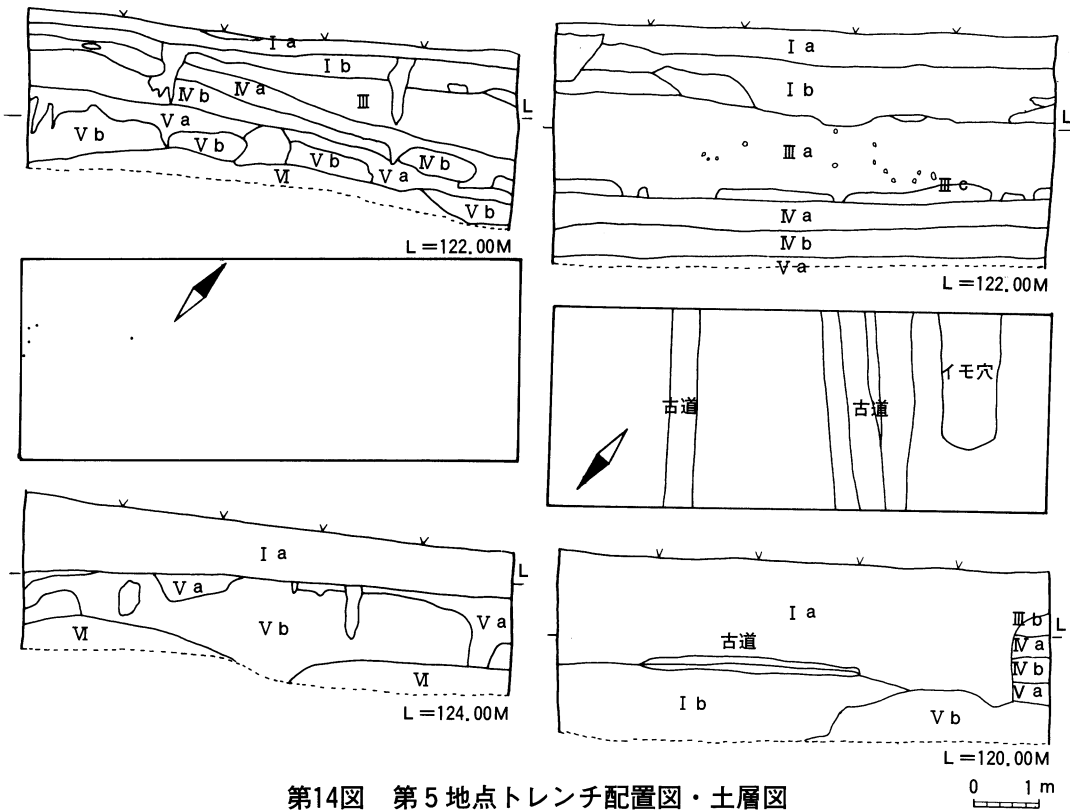 Ⅰa
Ⅰb
Ⅳa
Ⅲ
Ⅳb
Ⅴa
Ⅴb
Ⅴb
Ⅴb
Ⅳb
Ⅴa
Ⅵ
Ⅴb
L
L=122.00M
Ⅰa
Ⅰb
L
Ⅲa
Ⅲc
Ⅳa
Ⅳb
Ⅴa
L=122.00M
古道
古道
イモ穴
Ⅰa
L
Ⅴa
Ⅴb
Ⅴa
Ⅵ
Ⅵ
L=124.00M
Ⅰa
Ⅲb
L
Ⅳa
古道
Ⅳb
Ⅴa
Ⅰb
Ⅴb
L=120.00M
0 1m
第14図 第5地点トレンチ配置図・土層図